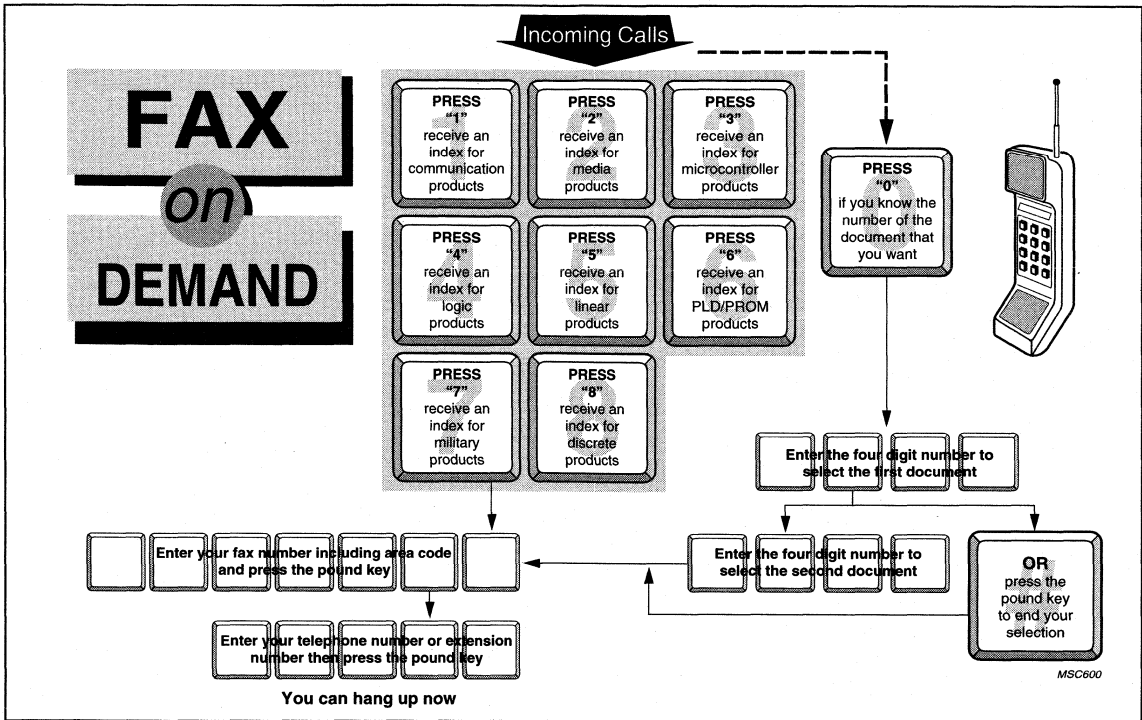 Incoming Calls
FAX
on
DEMAND
PRESS
“1”
receive an
index for
communication
products
PRESS
“2”
receive an
index for
media
products
PRESS
“3”
receive an
index for
microcontroller
products
PRESS
“0”
if you know the
number of the
document that
you want
PRESS
“4”
receive an
index for
logic
products
PRESS
“5”
receive an
index for
linear
products
PRESS
“6”
receive an
index for
PLD/PROM
products
PRESS
“7”
receive an
index for
military
products
PRESS
“8”
receive an
index for
discrete
products
Enter the four digit number to
select the first document
Enter the four digit number to
select the second document
OR
press the
pound key
to end your
selection
Enter your fax number including area code
and press the pound key
Enter your telephone number or extension
number then press the pound key
You can hang up now
MSC600